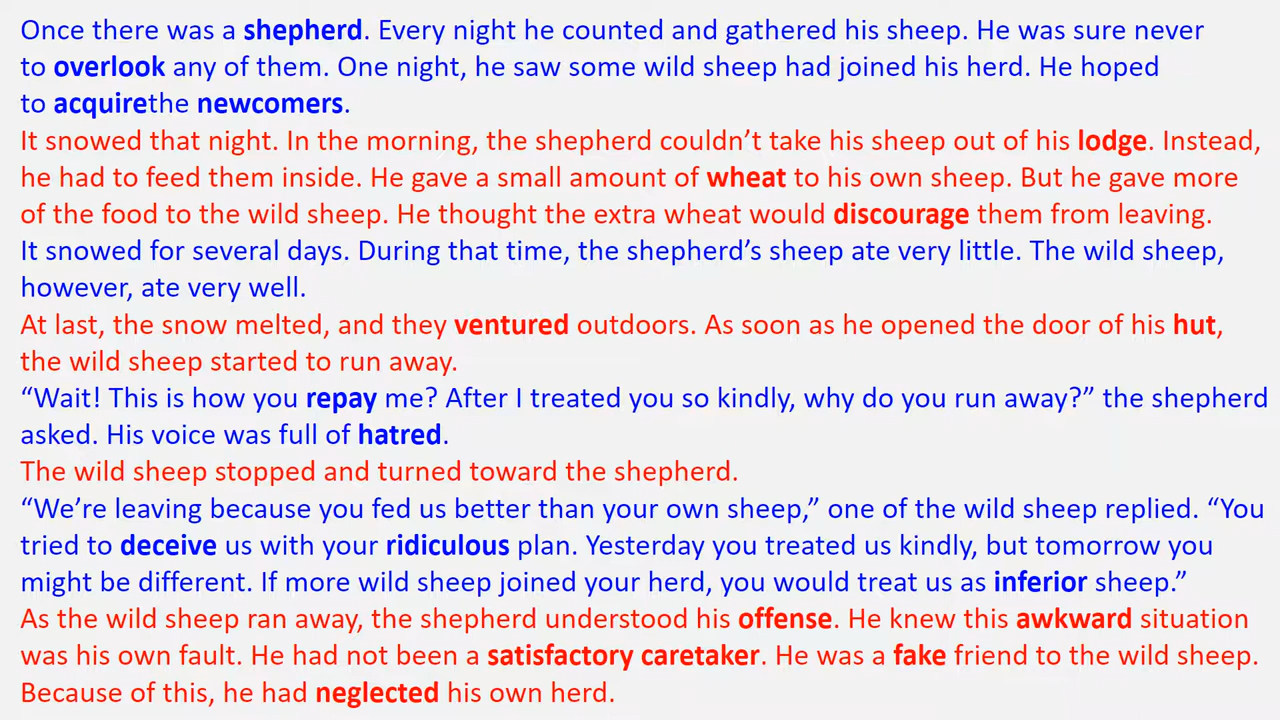 Once there was a shepherd. Every night he counted and gathered his sheep. He was sure never
to overlook any of them. One night, he saw some wild sheep had joined his herd. He hoped
to acquirethe newcomers.
It snowed that night. In the morning, the shepherd couldn’t take his sheep out of his lodge. Instead,
he had to feed them inside. He gave a small amount of wheat to his own sheep. But he gave more
of the food to the wild sheep. He thought the extra wheat would discourage them from leaving.
It snowed for several days. During that time, the shepherd’s sheep ate very little. The wild sheep,
however, ate very well.
At last, the snow melted, and they ventured outdoors. As soon as he opened the door of his hut,
the wild sheep started to run away.
“Wait! This is how you repay me? After I treated you so kindly, why do you run away?” the shepherd
asked. His voice was full of hatred.
The wild sheep stopped and turned toward the shepherd.
“We’re leaving because you fed us better than your own sheep,” one of the wild sheep replied. “You
tried to deceive us with your ridiculous plan. Yesterday you treated us kindly, but tomorrow you
might be different. If more wild sheep joined your herd, you would treat us as inferior sheep.”
As the wild sheep ran away, the shepherd understood his offense. He knew this awkward situation
was his own fault. He had not been a satisfactory caretaker. He was a fake friend to the wild sheep.
Because of this, he had neglected his own herd.